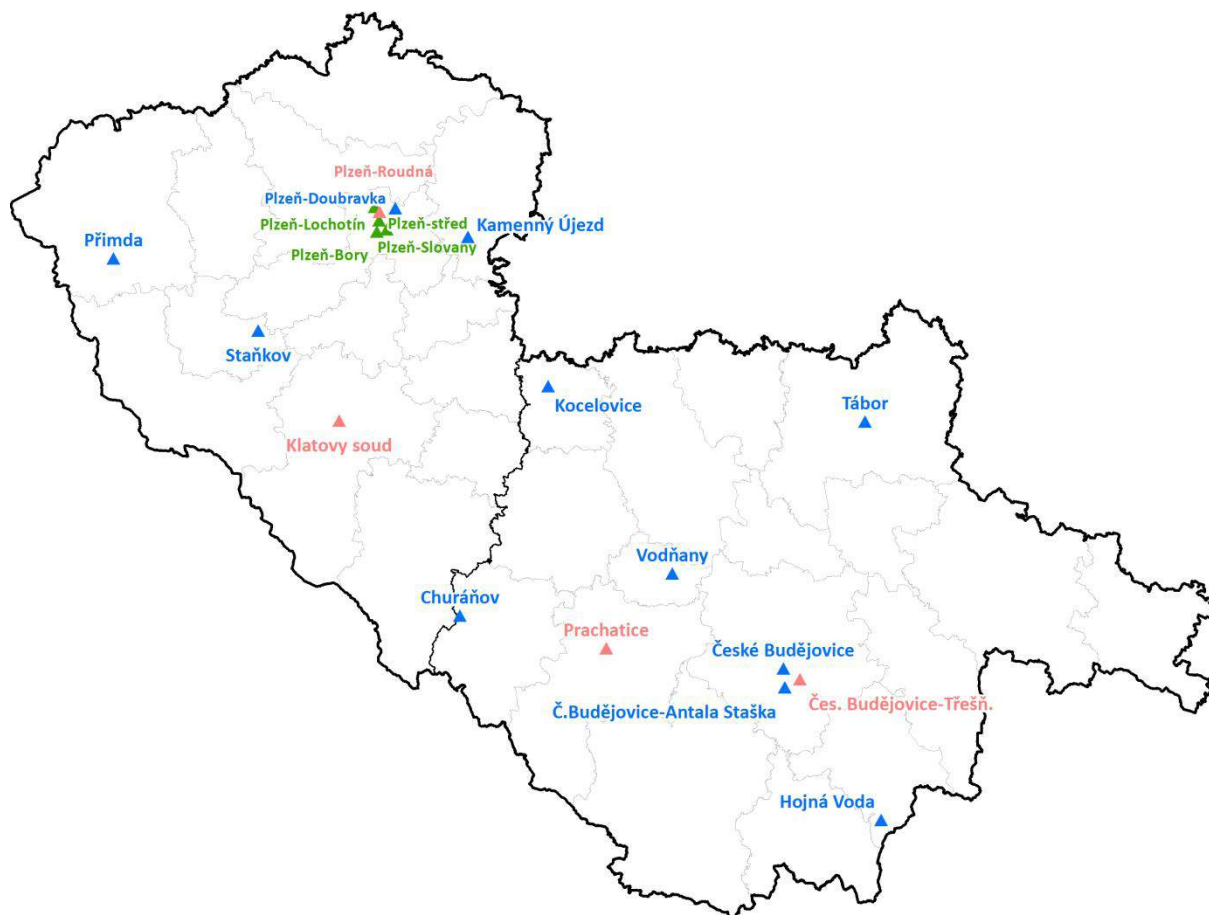 Plzeň-Roudná
Plzeň-Doubravka
Plzeň-Lochotín
Plzeň-střed
Kamenný Újezd
Přimda
Plzeň-Bory
Plzeň-Slovany
Staňkov
Kocelovice
Tábor
Klatovy soud
Vodňany
Churáňov
Prachatice
České Budějovice
Č.Budějovice-Antala Staška
Čes. Budějovice-Třešň.
Hojná Voda